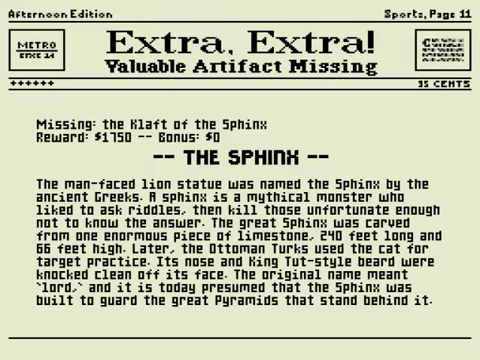 Afternoon Edition
Sports, Page 11
METRO
Extra, Extra!
Valuable Artifact Missing
++++++
35 CENTS
Missing: the Klaft of the Sphinx
Reward: $1750 -- Bonus: $0
-- THE SPHINX --
The man-faced lion statue was named the Sphinx by the
ancient Greeks. A sphinx is a mythical monster who
liked to ask riddles, then kill those unfortunate enough
not to know the answer. The great Sphinx was carved
from one enormous piece of limestone, 240 feet long and
66 feet high. Later, the Ottoman Turks used the cat for
target practice. Its nose and King Tut-style beard were
knocked clean off its face. The original name meant
`lord,' and it is today presumed that the Sphinx was
built to guard the great Pyramids that stand behind it.